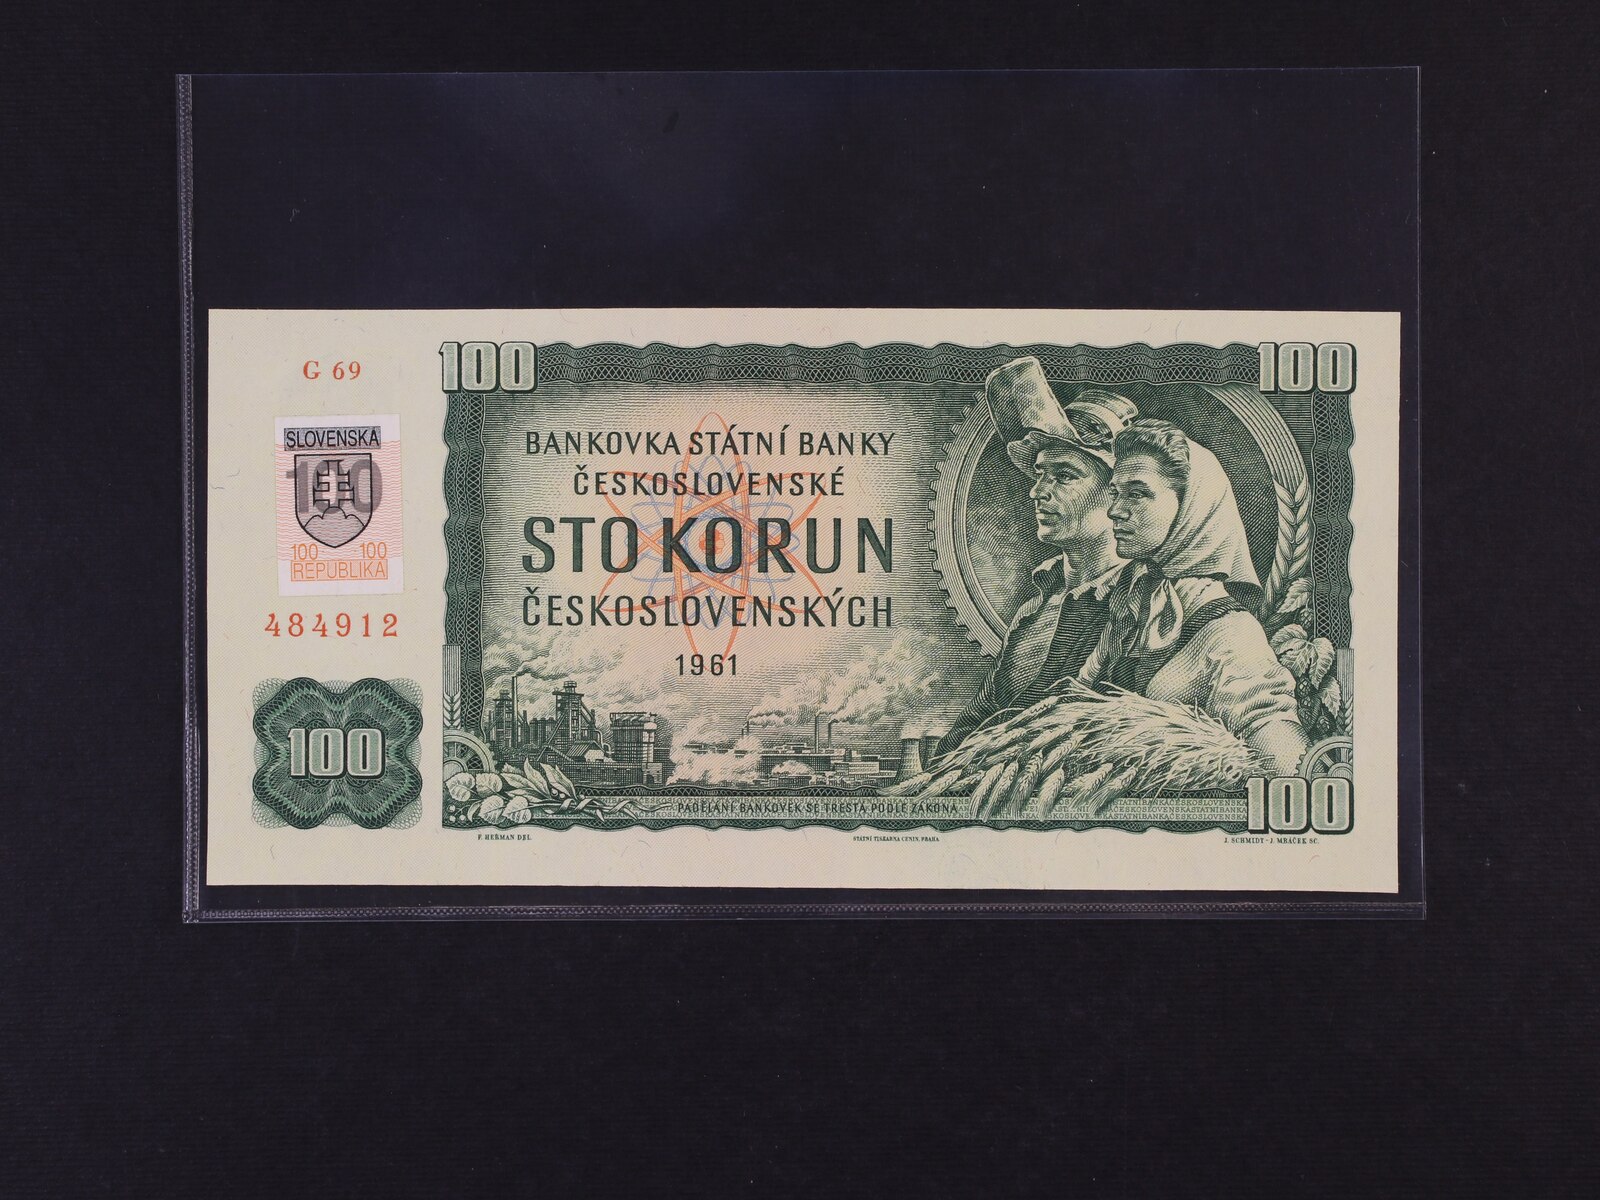 G 69
SLOVENSKÁ
100
100 100
REPUBLIKA
484912
100
100
100
BANKOVKA STÁTNÍ BANKY
ČESKOSLOVENSKÉ
STO KORUN
ČESKOSLOVENSKÝCH
1961
PADĚLÁNÍ BANKOVEK SE TRESTÁ PODLE ZÁKONA
100
F. HEŘMAN DEL.
STÁTNÍ TISKÁRNA CENIN, PRAHA
J. SCHMIDT - J. MRÁČEK SC.